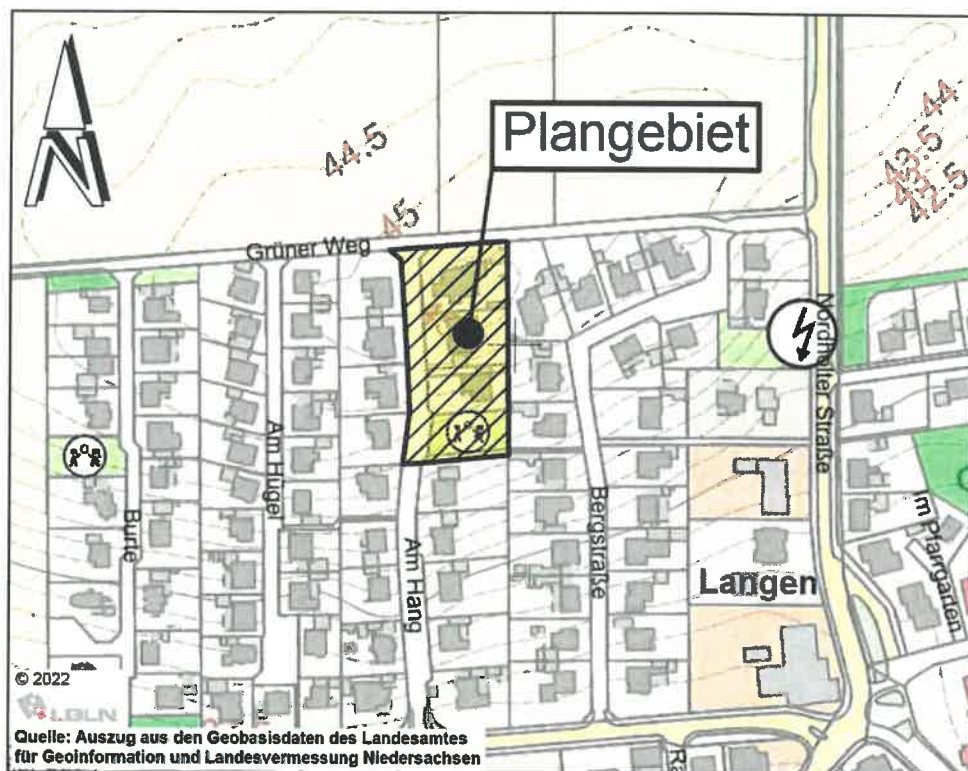 N
Plangebiet
44.5
45
44
43.5
43
42.5
Grüner Weg
Nordholter Straße
Am Hügel
Burle
Am Hang
Bergstraße
Im Pfarrgarten
Langen
© 2022
LGLN
Quelle: Auszug aus den Geobasisdaten des Landesamtes
für Geoinformation und Landesvermessung Niedersachsen